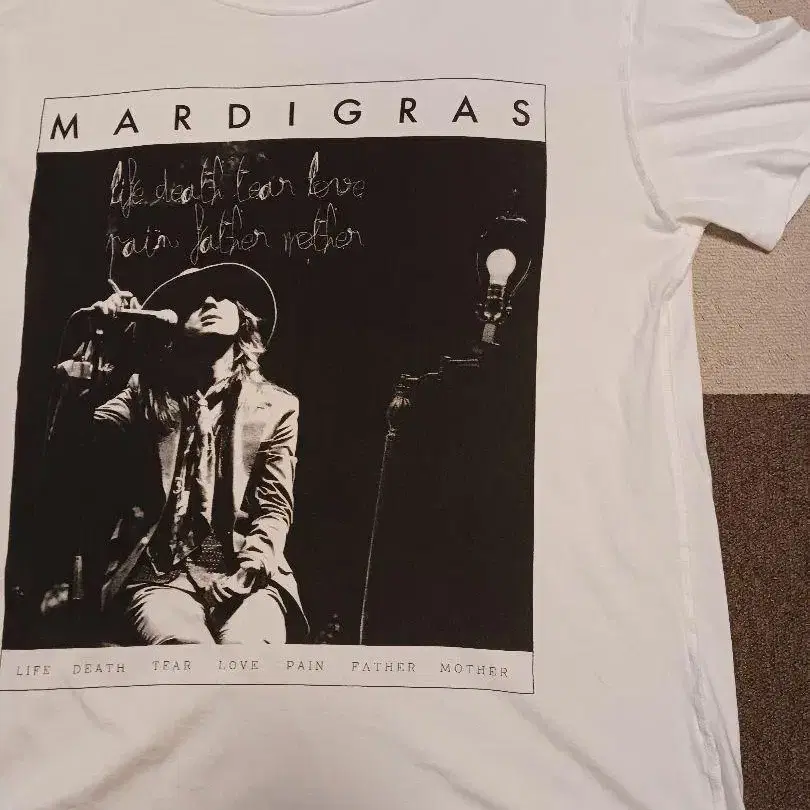 MARDIGRAS
life death tear love
pain father mother
LIFE DEATH TEAR LOVE PAIN FATHER MOTHER